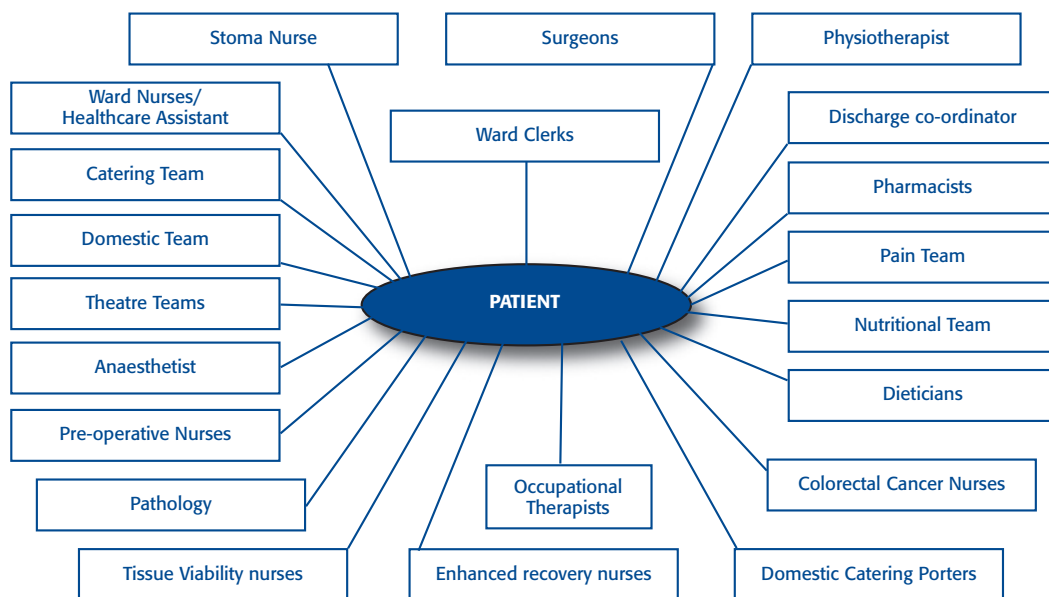 Stoma Nurse
Surgeons
Physiotherapist
Ward Nurses/
Healthcare Assistant
Ward Clerks
Discharge co-ordinator
Catering Team
Pharmacists
Domestic Team
Pain Team
Theatre Teams
PATIENT
Nutritional Team
Anaesthetist
Dieticians
Pre-operative Nurses
Colorectal Cancer Nurses
Pathology
Occupational
Therapists
Tissue Viability nurses
Enhanced recovery nurses
Domestic Catering Porters